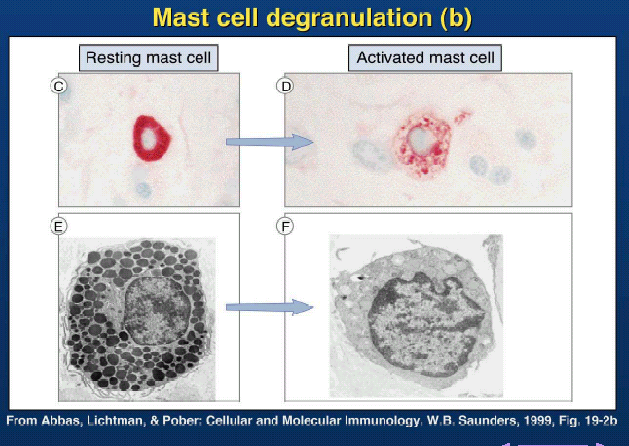 Mast cell degranulation (b)
Resting mast cell
Activated mast cell
C
D
E
F
From Abbas, Lichtman, & Pober: Cellular and Molecular Immunology. W.B. Saunders, 1999, Fig. 19-2b